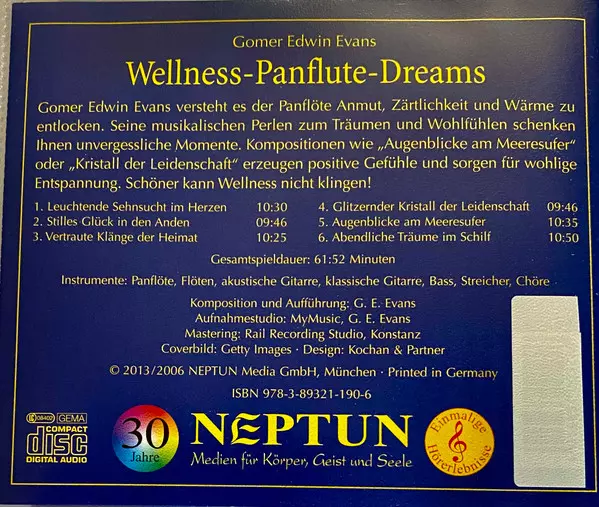 Gomer Edwin Evans
Wellness-Panflute-Dreams
Gomer Edwin Evans versteht es der Panflöte Anmut, Zärtlichkeit und Wärme zu
entlocken. Seine musikalischen Perlen zum Träumen und Wohlfühlen schenken
Ihnen unvergessliche Momente. Kompositionen wie „Augenblicke am Meeresufer“
oder „Kristall der Leidenschaft“ erzeugen positive Gefühle und sorgen für wohlige
Entspannung. Schöner kann Wellness nicht klingen!
1. Leuchtende Sehnsucht im Herzen 10:30
2. Stilles Glück in den Anden 09:46
3. Vertraute Klänge der Heimat 10:25
4. Glitzernder Kristall der Leidenschaft 09:46
5. Augenblicke am Meeresufer 10:35
6. Abendliche Träume im Schilf 10:50
Gesamtspieldauer: 61:52 Minuten
Instrumente: Panflöte, Flöten, akustische Gitarre, klassische Gitarre, Bass, Streicher, Chöre
Komposition und Aufführung: G. E. Evans
Aufnahmestudio: MyMusic, G. E. Evans
Mastering: Rail Recording Studio, Konstanz
Coverbild: Getty Images · Design: Kochan & Partner
© 2013/2006 NEPTUN Media GmbH, München · Printed in Germany
ISBN 978-3-89321-190-6
LC 08402 GEMA
COMPACT
disc
DIGITAL AUDIO
30
Jahre
NEPTUN
Medien für Körper, Geist und Seele
Einmalige
Hörerlebnisse